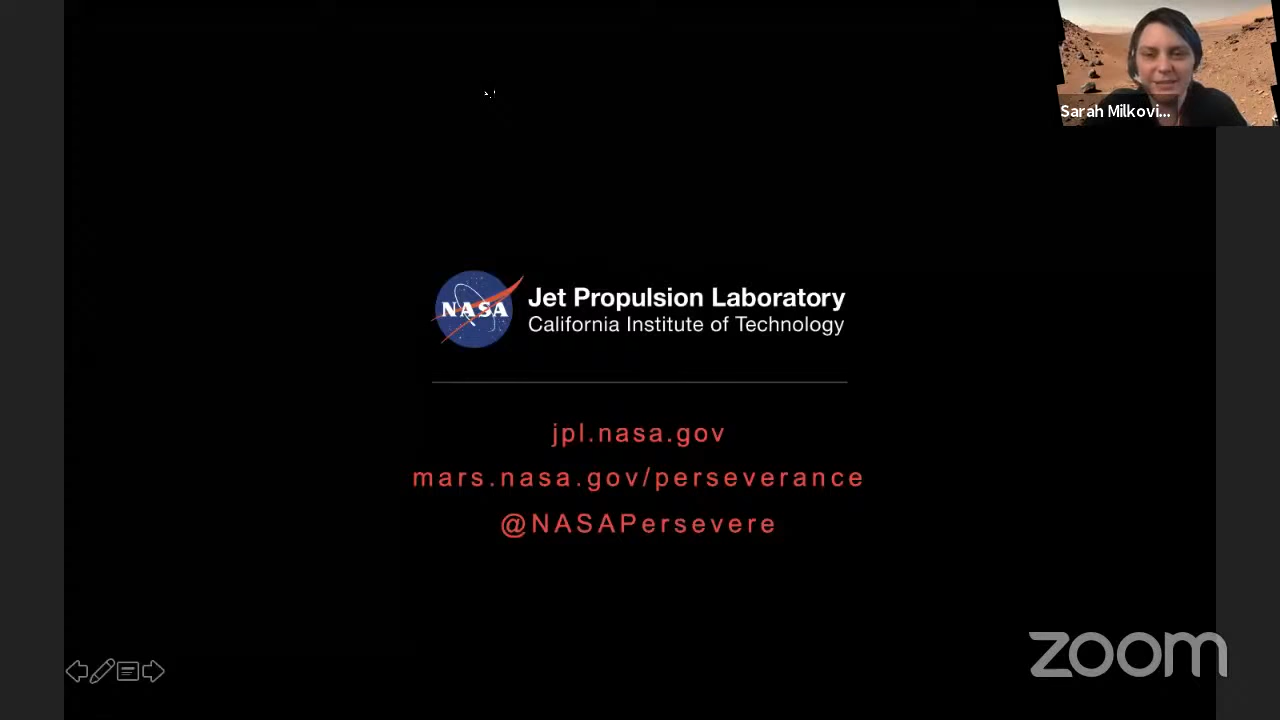 Sarah Milkovi...
NASA
Jet Propulsion Laboratory
California Institute of Technology
jpl.nasa.gov
mars.nasa.gov/perseverance
@NASAPersevere
zoom